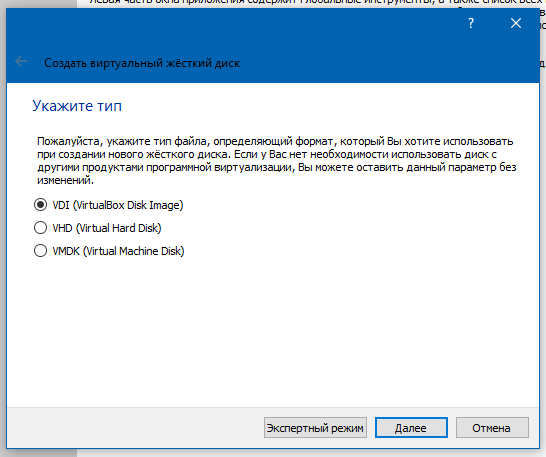 левая часть окна приложения содержит глобальные инструменты, а также список всех
?
Создать виртуальный жёсткий диск
Укажите тип
Пожалуйста, укажите тип файла, определяющий формат, который Вы хотите использовать
при создании нового жёсткого диска. Если у Вас нет необходимости использовать диск с
другими продуктами программной виртуализации, Вы можете оставить данный параметр без
изменений.
VDI (VirtualBox Disk Image)
VHD (Virtual Hard Disk)
VMDK (Virtual Machine Disk)
Экспертный режим
Далее
Отмена